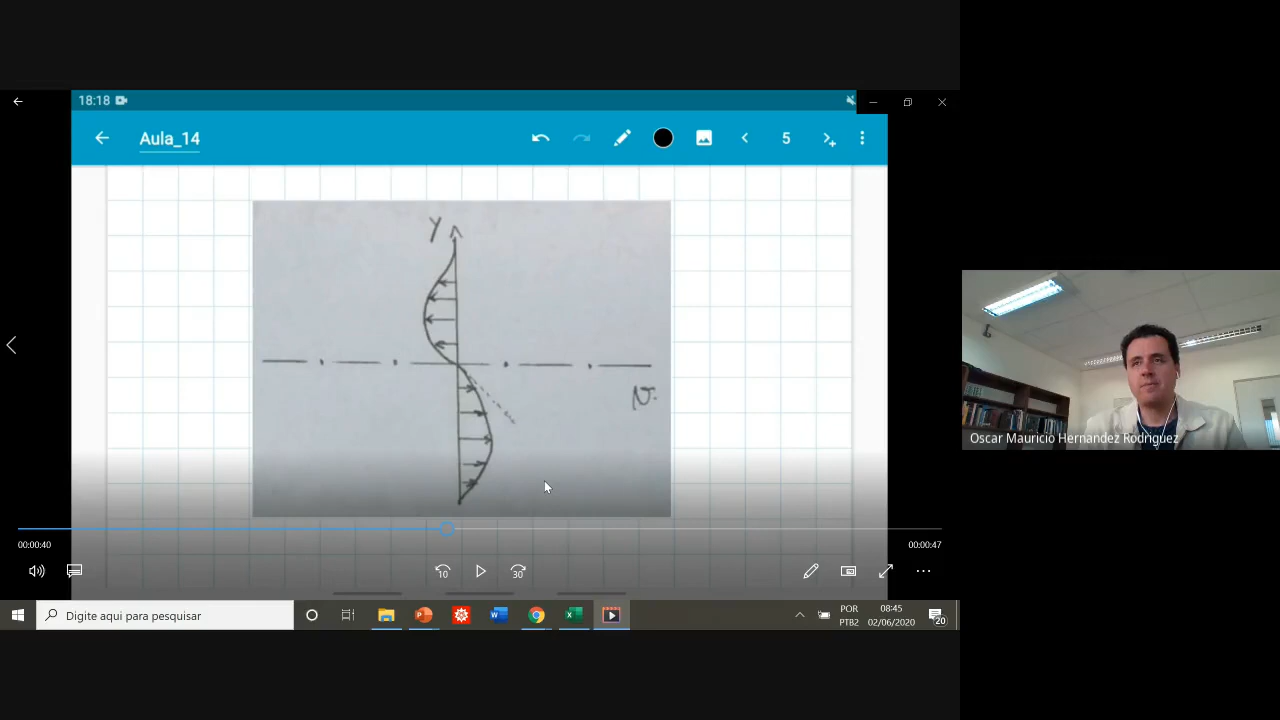 18:18
Aula_14
5
Y
v
Oscar Mauricio Hernandez Rodriguez
00:00:40
00:00:47
10
30
Digite aqui para pesquisar
POR
PTB2
08:45
02/06/2020
20